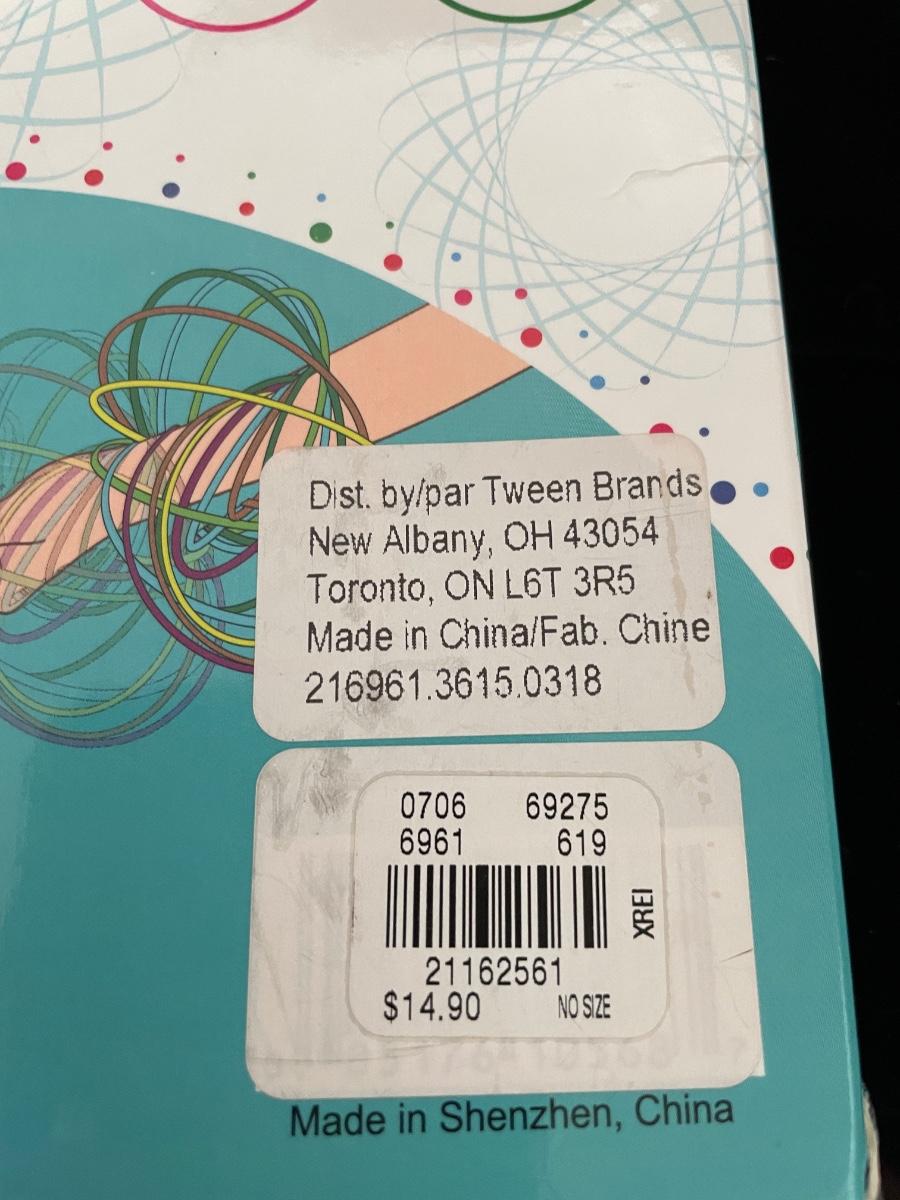 Dist. by/par Tween Brands
New Albany, OH 43054
Toronto, ON L6T 3R5
Made in China/Fab. Chine
216961.3615.0318
0706 69275
6961 619
XREI
21162561
$14.90 NO SIZE
Made in Shenzhen, China